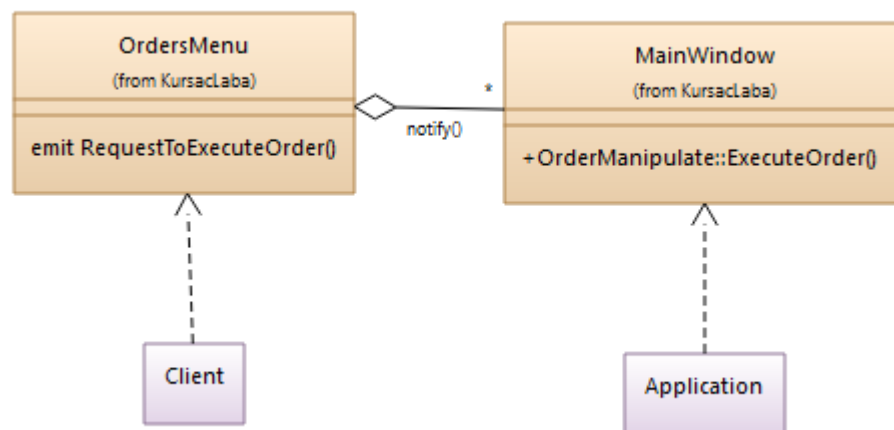 OrdersMenu
(from KursacLaba)
emit RequestToExecuteOrder()
*
notify()
MainWindow
(from KursacLaba)
+OrderManipulate::ExecuteOrder()
Client
Application